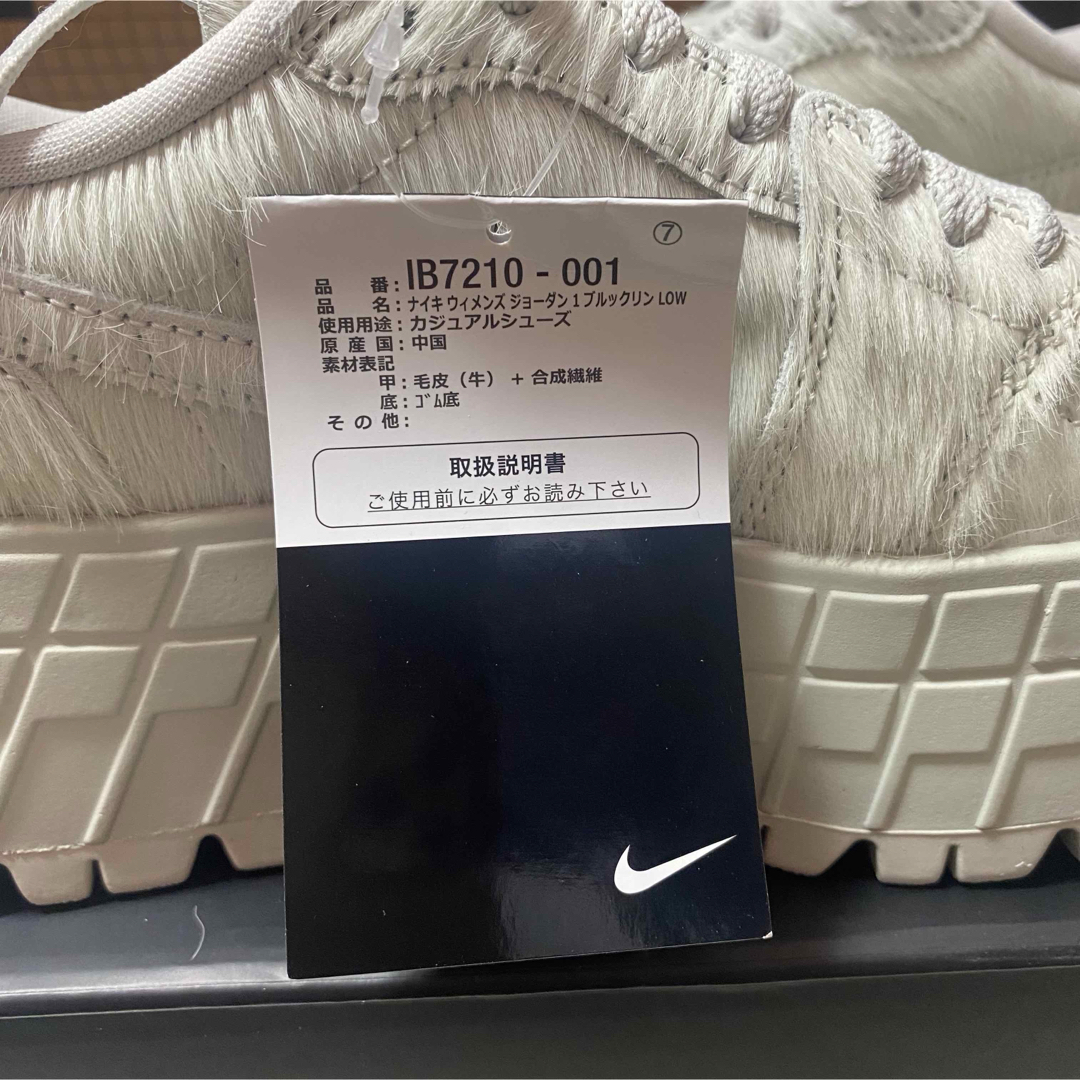 ⑦
品 番: IB7210 - 001
品 名: ナイキ ウィメンズ ジョーダン 1 ブルックリン LOW
使用用途: カジュアルシューズ
原 産 国: 中国
素材表記
甲: 毛皮（牛） + 合成繊維
底: ｺﾞﾑ底
そ の 他:
取扱説明書
ご使用前に必ずお読み下さい